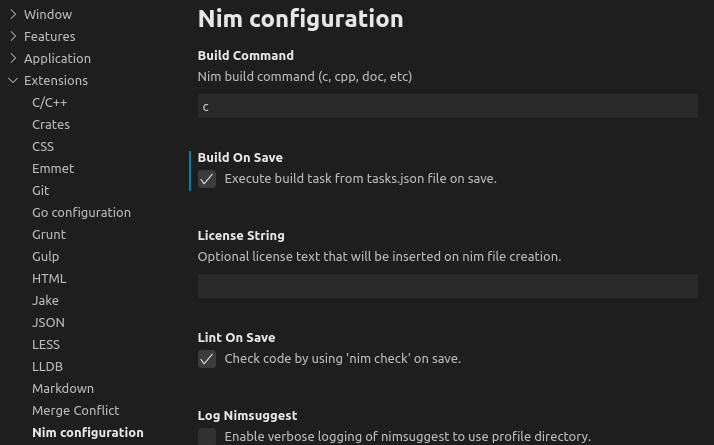 Window
Features
Application
Extensions
C/C++
Crates
CSS
Emmet
Git
Go configuration
Grunt
Gulp
HTML
Jake
JSON
LESS
LLDB
Markdown
Merge Conflict
Nim configuration
Nim configuration
Build Command
Nim build command (c, cpp, doc, etc)
c
Build On Save
Execute build task from tasks.json file on save.
License String
Optional license text that will be inserted on nim file creation.
Lint On Save
Check code by using 'nim check' on save.
Log Nimsuggest
Enable verbose logging of nimsuggest to use profile directory.